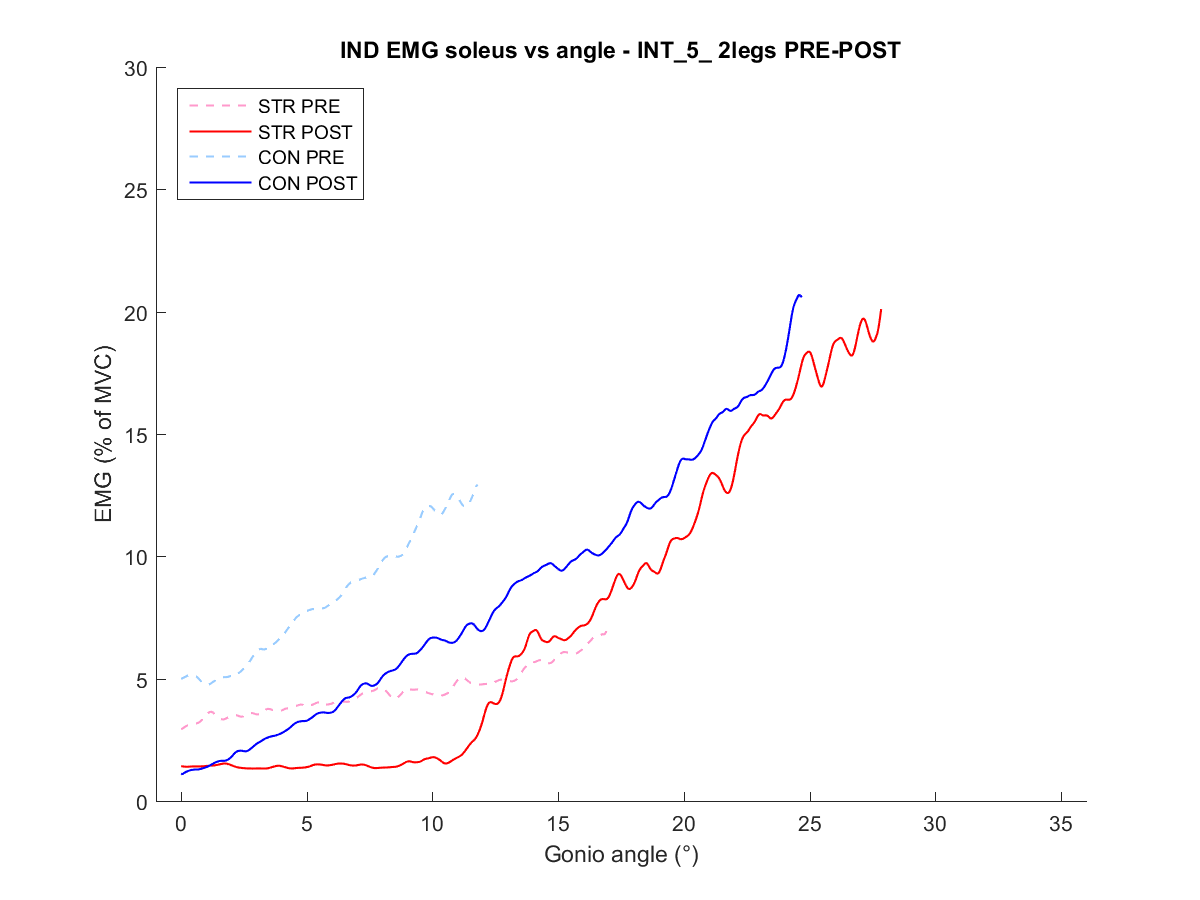 IND EMG soleus vs angle - INT_5_ 2legs PRE-POST
30
25
20
15
10
5
0
EMG (% of MVC)
STR PRE
STR POST
CON PRE
CON POST
0 5 10 15 20 25 30 35
Gonio angle (°)